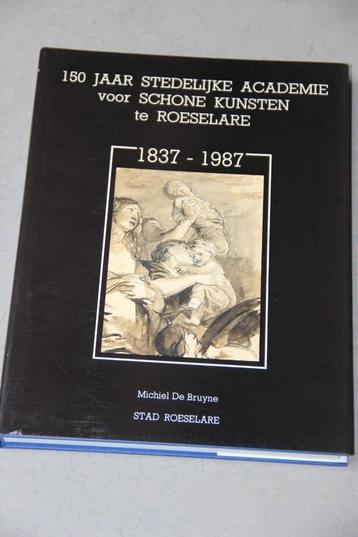 150 JAAR STEDELIJKE ACADEMIE
voor SCHONE KUNSTEN
te ROESELARE
1837 - 1987
Michiel De Bruyne
STAD ROESELARE